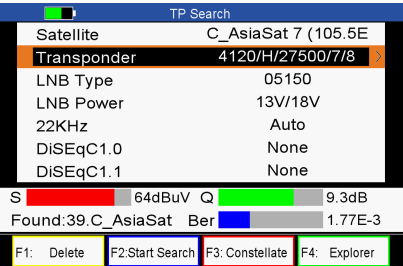 TP Search
Satellite C_AsiaSat 7 (105.5E
Transponder 4120/H/27500/7/8 >
LNB Type 05150
LNB Power 13V/18V
22KHz Auto
DiSEqC1.0 None
DiSEqC1.1 None
S 64dBuV Q 9.3dB
Found:39.C_AsiaSat Ber 1.77E-3
F1: Delete F2:Start Search F3: Constellate F4: Explorer